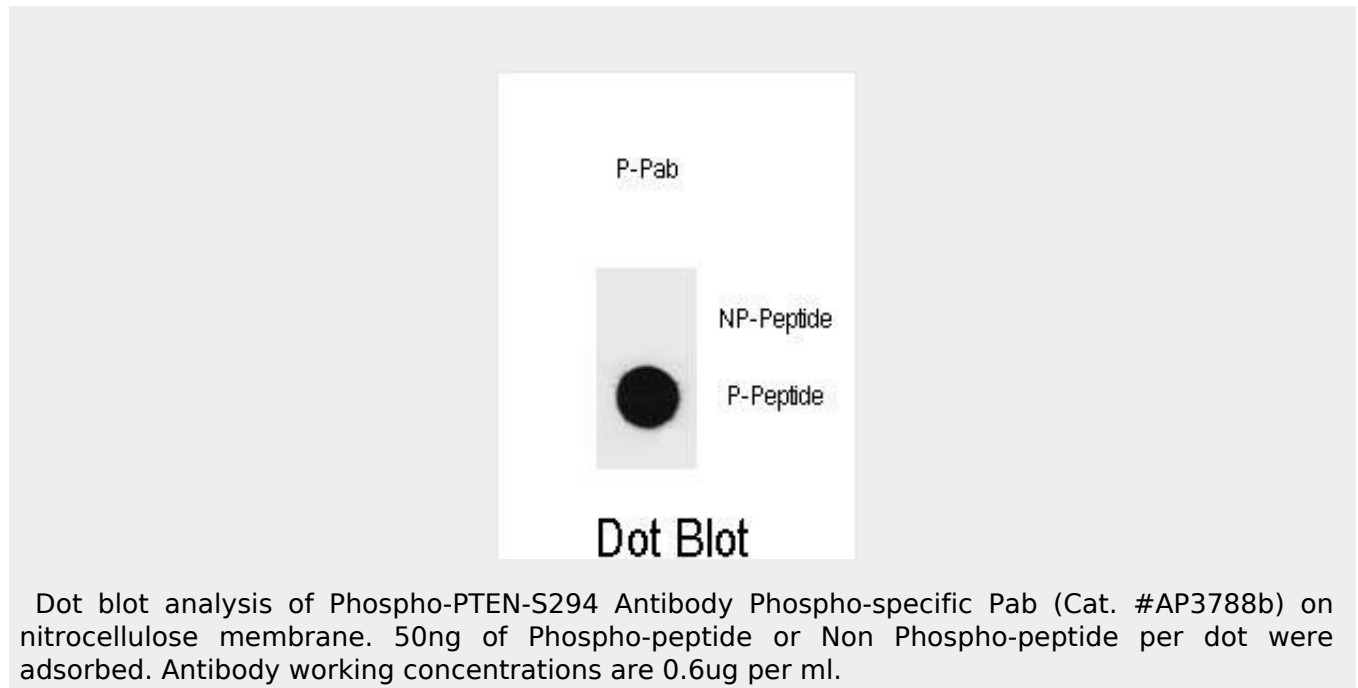 P-Pab
NP-Peptide
P-Peptide
Dot Blot
Dot blot analysis of Phospho-PTEN-S294 Antibody Phospho-specific Pab (Cat. #AP3788b) on
nitrocellulose membrane. 50ng of Phospho-peptide or Non Phospho-peptide per dot were
adsorbed. Antibody working concentrations are 0.6ug per ml.